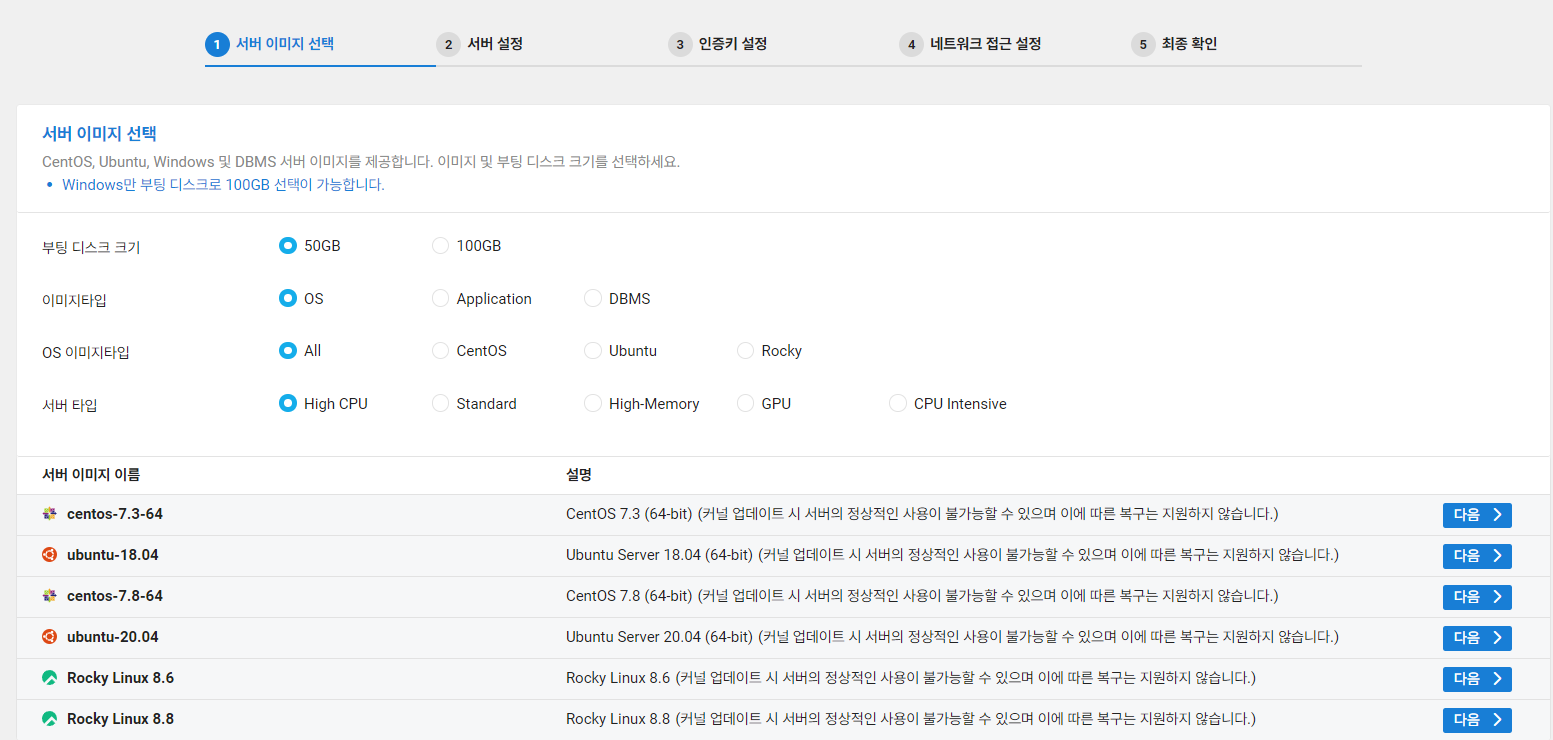 1 서버 이미지 선택 2 서버 설정 3 인증키 설정 4 네트워크 접근 설정 5 최종 확인
서버 이미지 선택
CentOS, Ubuntu, Windows 및 DBMS 서버 이미지를 제공합니다. 이미지 및 부팅 디스크 크기를 선택하세요.
• Windows만 부팅 디스크로 100GB 선택이 가능합니다.
부팅 디스크 크기 50GB 100GB
이미지타입 OS Application DBMS
OS 이미지타입 All CentOS Ubuntu Rocky
서버 타입 High CPU Standard High-Memory GPU CPU Intensive
서버 이미지 이름 설명
centos-7.3-64 CentOS 7.3 (64-bit) (커널 업데이트 시 서버의 정상적인 사용이 불가능할 수 있으며 이에 따른 복구는 지원하지 않습니다.) 다음
ubuntu-18.04 Ubuntu Server 18.04 (64-bit) (커널 업데이트 시 서버의 정상적인 사용이 불가능할 수 있으며 이에 따른 복구는 지원하지 않습니다.) 다음
centos-7.8-64 CentOS 7.8 (64-bit) (커널 업데이트 시 서버의 정상적인 사용이 불가능할 수 있으며 이에 따른 복구는 지원하지 않습니다.) 다음
ubuntu-20.04 Ubuntu Server 20.04 (64-bit) (커널 업데이트 시 서버의 정상적인 사용이 불가능할 수 있으며 이에 따른 복구는 지원하지 않습니다.) 다음
Rocky Linux 8.6 Rocky Linux 8.6 (커널 업데이트 시 서버의 정상적인 사용이 불가능할 수 있으며 이에 따른 복구는 지원하지 않습니다.) 다음
Rocky Linux 8.8 Rocky Linux 8.8 (커널 업데이트 시 서버의 정상적인 사용이 불가능할 수 있으며 이에 따른 복구는 지원하지 않습니다.) 다음